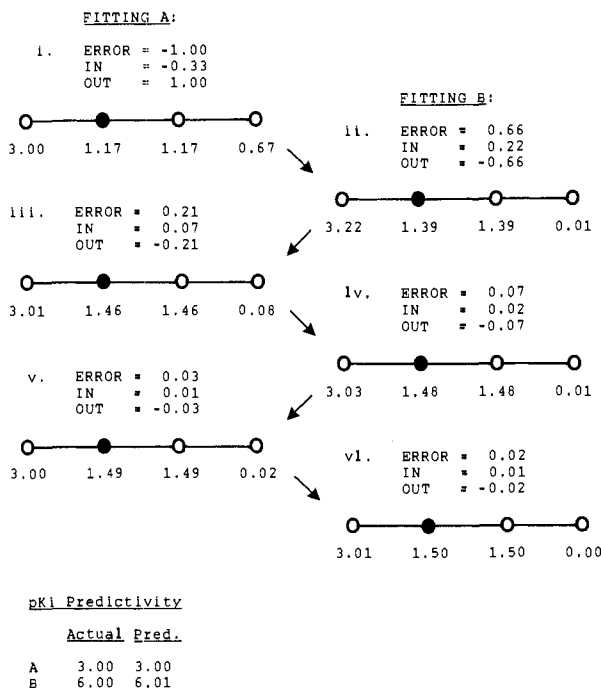 FITTING A:
i. ERROR = -1.00
IN = -0.33
OUT = 1.00
3.00 1.17 1.17 0.67
FITTING B:
ii. ERROR = 0.66
IN = 0.22
OUT = -0.66
3.22 1.39 1.39 0.01
iii. ERROR = 0.21
IN = 0.07
OUT = -0.21
3.01 1.46 1.46 0.08
iv. ERROR = 0.07
IN = 0.02
OUT = -0.07
3.03 1.48 1.48 0.01
v. ERROR = 0.03
IN = 0.01
OUT = -0.03
3.00 1.49 1.49 0.02
vi. ERROR = 0.02
IN = 0.01
OUT = -0.02
3.01 1.50 1.50 0.00
pKi Predictivity
Actual Pred.
A 3.00 3.00
B 6.00 6.01